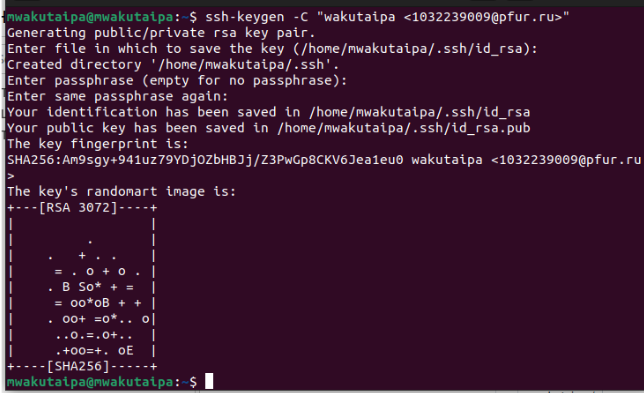 mwakutaipa@mwakutaipa:~$ ssh-keygen -C "wakutaipa <1032239009@pfur.ru>"
Generating public/private rsa key pair.
Enter file in which to save the key (/home/mwakutaipa/.ssh/id_rsa):
Created directory '/home/mwakutaipa/.ssh'.
Enter passphrase (empty for no passphrase):
Enter same passphrase again:
Your identification has been saved in /home/mwakutaipa/.ssh/id_rsa
Your public key has been saved in /home/mwakutaipa/.ssh/id_rsa.pub
The key fingerprint is:
SHA256:Am9sgy+941uz79YDjOZbHBJj/Z3PwGp8CKV6Jea1eu0 wakutaipa <1032239009@pfur.ru
>
The key's randomart image is:
+---[RSA 3072]----+
|                 |
|         .       |
|    .   + . .    |
|     = . o + o . |
|    . B So* + =  |
|     = oo*oB + + |
|    . oo+ =o*.. o|
|     ..o.=.o+..  |
|     .+oo=+. oE  |
+----[SHA256]-----+
mwakutaipa@mwakutaipa:~$